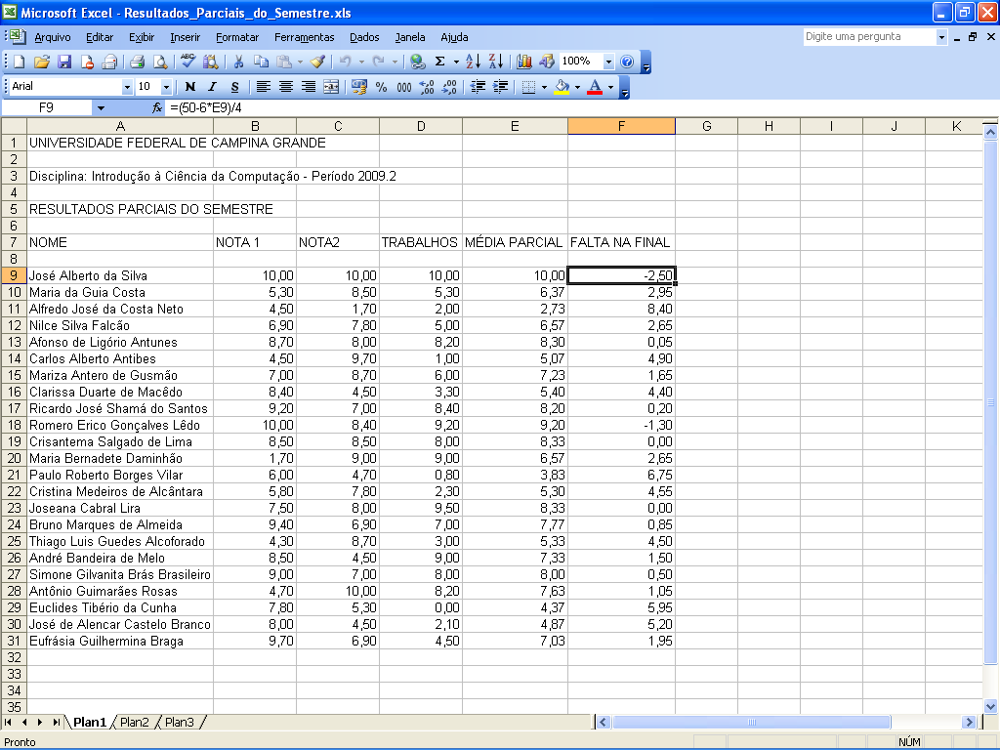 Microsoft Excel - Resultados_Parciais_do_Semestre.xls
Arquivo Editar Exibir Inserir Formatar Ferramentas Dados Janela Ajuda Digite uma pergunta
Σ 100%
Arial 10 N I S % 000
F9 fx =(50-6*E9)/4
A B C D E F G H I J K
1 UNIVERSIDADE FEDERAL DE CAMPINA GRANDE
2
3 Disciplina: Introdução à Ciência da Computação - Período 2009.2
4
5 RESULTADOS PARCIAIS DO SEMESTRE
6
7 NOME NOTA 1 NOTA2 TRABALHOS MÉDIA PARCIAL FALTA NA FINAL
8
9 José Alberto da Silva 10,00 10,00 10,00 10,00 -2,50
10 Maria da Guia Costa 5,30 8,50 5,30 6,37 2,95
11 Alfredo José da Costa Neto 4,50 1,70 2,00 2,73 8,40
12 Nilce Silva Falcão 6,90 7,80 5,00 6,57 2,65
13 Afonso de Ligório Antunes 8,70 8,00 8,20 8,30 0,05
14 Carlos Alberto Antibes 4,50 9,70 1,00 5,07 4,90
15 Mariza Antero de Gusmão 7,00 8,70 6,00 7,23 1,65
16 Clarissa Duarte de Macêdo 8,40 4,50 3,30 5,40 4,40
17 Ricardo José Shamá do Santos 9,20 7,00 8,40 8,20 0,20
18 Romero Erico Gonçalves Lêdo 10,00 8,40 9,20 9,20 -1,30
19 Crisantema Salgado de Lima 8,50 8,50 8,00 8,33 0,00
20 Maria Bernadete Daminhão 1,70 9,00 9,00 6,57 2,65
21 Paulo Roberto Borges Vilar 6,00 4,70 0,80 3,83 6,75
22 Cristina Medeiros de Alcântara 5,80 7,80 2,30 5,30 4,55
23 Joseana Cabral Lira 7,50 8,00 9,50 8,33 0,00
24 Bruno Marques de Almeida 9,40 6,90 7,00 7,77 0,85
25 Thiago Luis Guedes Alcoforado 4,30 8,70 3,00 5,33 4,50
26 André Bandeira de Melo 8,50 4,50 9,00 7,33 1,50
27 Simone Gilvanita Brás Brasileiro 9,00 7,00 8,00 8,00 0,50
28 Antônio Guimarães Rosas 4,70 10,00 8,20 7,63 1,05
29 Euclides Tibério da Cunha 7,80 5,30 0,00 4,37 5,95
30 José de Alencar Castelo Branco 8,00 4,50 2,10 4,87 5,20
31 Eufrásia Guilhermina Braga 9,70 6,90 4,50 7,03 1,95
32
33
34
35
Plan1 Plan2 Plan3
Pronto NÚM